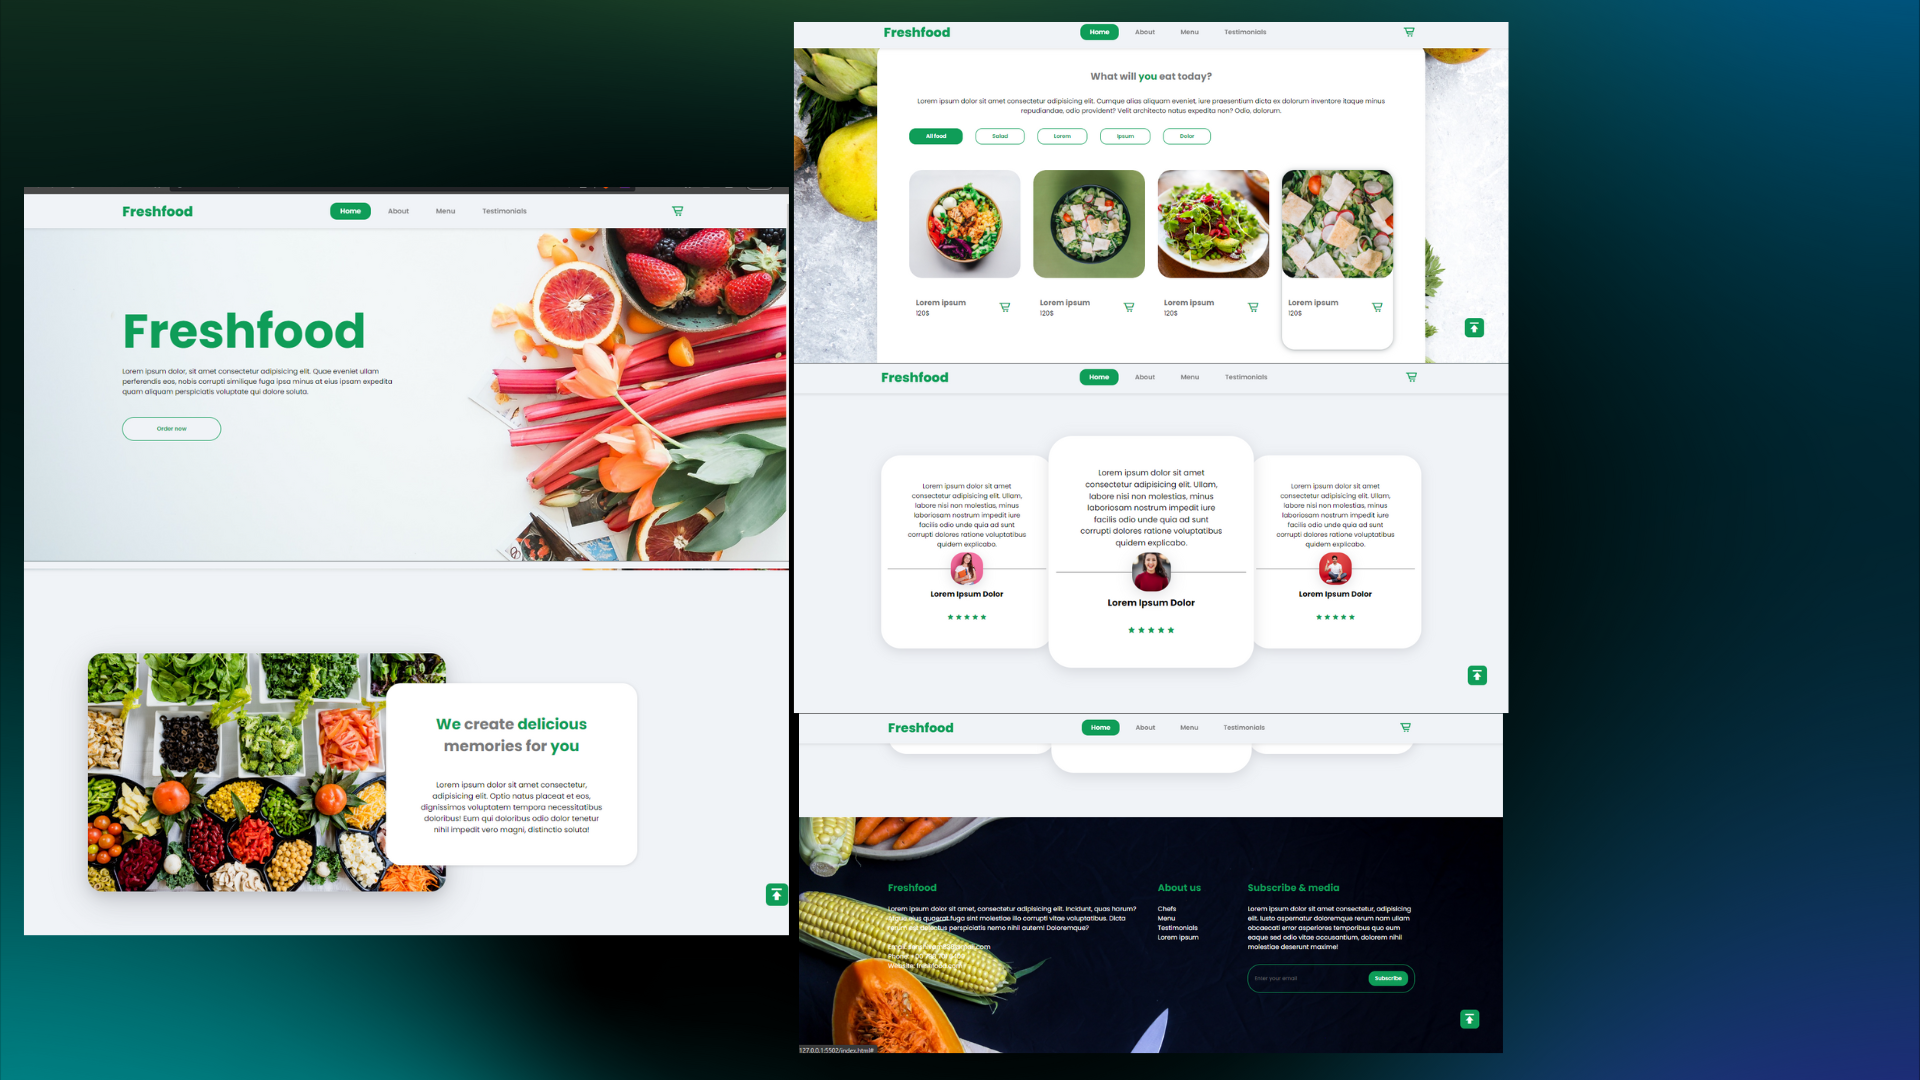 Freshfood
Home
About
Menu
Testimonials
Freshfood
Lorem ipsum dolor, sit amet consectetur adipisicing elit. Quae eveniet ullam
perferendis eos, nobis corrupti similique fuga ipsa minus at eius ipsam expedita
quam aliquam perspiciatis voluptate qui dolore soluta.
Order now
We create delicious
memories for you
Lorem ipsum dolor sit amet consectetur,
adipisicing elit. Optio natus placeat et eos,
dignissimos voluptatem tempora necessitatibus
doloribus! Eum qui doloribus odio dolor tenetur
nihil impedit vero magni, distinctio soluta!
Freshfood
Home
About
Menu
Testimonials
What will you eat today?
Lorem ipsum dolor sit amet consectetur adipisicing elit. Cumque alias aliquam eveniet, iure praesentium dicta ex dolorum inventore itaque minus
repudiandae, odio provident? Velit architecto natus expedita non? Odio, dolorum.
All food
Salad
Lorem
Ipsum
Dolor
Lorem ipsum
120$
Lorem ipsum
120$
Lorem ipsum
120$
Lorem ipsum
120$
Freshfood
Home
About
Menu
Testimonials
Lorem ipsum dolor sit amet
consectetur adipisicing elit. Ullam,
labore nisi non molestias, minus
laboriosam nostrum impedit iure
facilis odio unde quia ad sunt
corrupti dolores ratione voluptatibus
quidem explicabo.
Lorem Ipsum Dolor
Lorem ipsum dolor sit amet
consectetur adipisicing elit. Ullam,
labore nisi non molestias, minus
laboriosam nostrum impedit iure
facilis odio unde quia ad sunt
corrupti dolores ratione voluptatibus
quidem explicabo.
Lorem Ipsum Dolor
Lorem ipsum dolor sit amet
consectetur adipisicing elit. Ullam,
labore nisi non molestias, minus
laboriosam nostrum impedit iure
facilis odio unde quia ad sunt
corrupti dolores ratione voluptatibus
quidem explicabo.
Lorem Ipsum Dolor
Freshfood
Home
About
Menu
Testimonials
Freshfood
Lorem ipsum dolor sit amet, consectetur adipisicing elit. Incidunt, quas harum?
eius quaerat fuga sint molestiae illo corrupti vitae voluptatibus. Dicta
perspiciatis nemo nihil autem! Doloremque?
About us
Chefs
Menu
Testimonials
Lorem ipsum
Subscribe & media
Lorem ipsum dolor sit amet consectetur, adipisicing
elit. Iusto aspernatur doloremque rerum nam ullam
obcaecati error asperiores temporibus quo eum
eaque sed odio vitae accusantium, dolorem nihil
molestiae deserunt maxime!
Enter your email
Subscribe
127.0.0.1:5502/index.html#